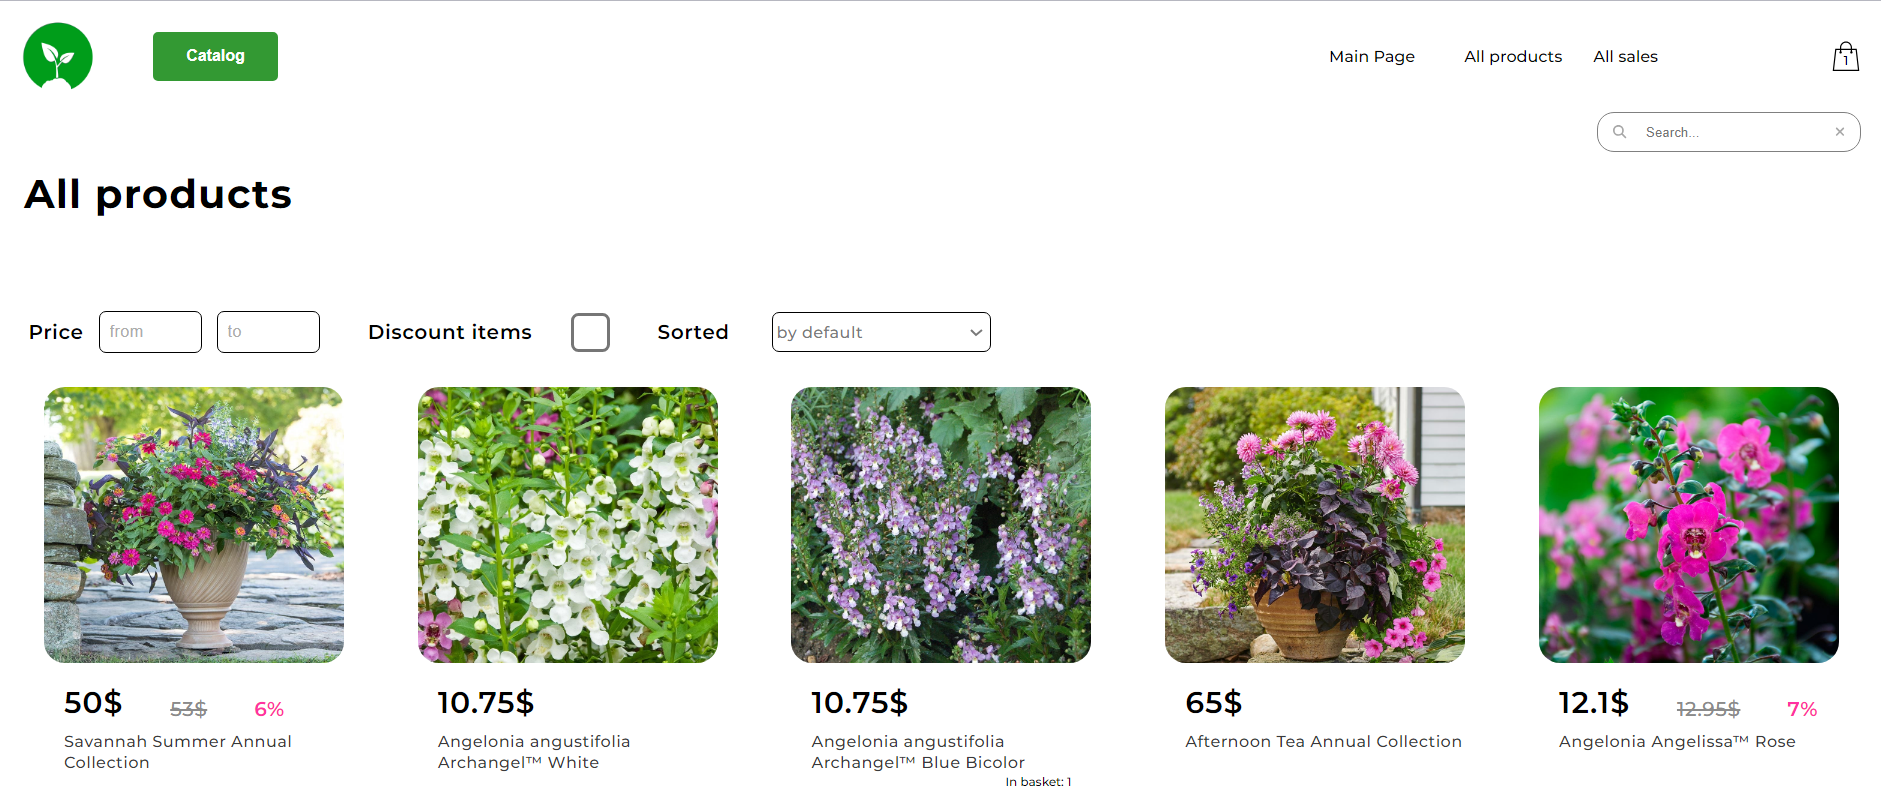 Catalog
Main Page
All products
All sales
1
Search...
All products
Price
from
to
Discount items
Sorted
by default
50$ 53$ 6%
Savannah Summer Annual
Collection
10.75$
Angelonia angustifolia
Archangel™ White
10.75$
Angelonia angustifolia
Archangel™ Blue Bicolor
In basket: 1
65$
Afternoon Tea Annual Collection
12.1$ 12.95$ 7%
Angelonia Angelissa™ Rose